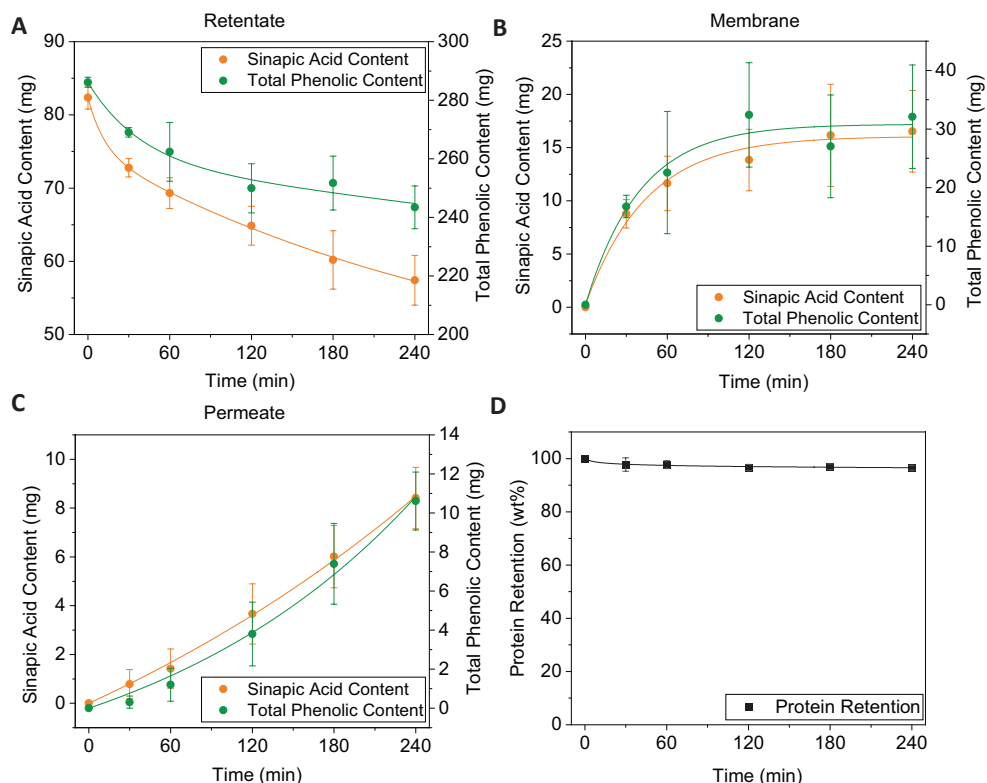 A
Retentate
90
80
70
60
50
Sinapic Acid Content (mg)
300
280
260
240
220
200
Total Phenolic Content (mg)
Sinapic Acid Content
Total Phenolic Content
0 60 120 180 240
Time (min)
B
Membrane
25
20
15
10
5
0
Sinapic Acid Content (mg)
40
30
20
10
0
Total Phenolic Content (mg)
Sinapic Acid Content
Total Phenolic Content
0 60 120 180 240
Time (min)
C
Permeate
10
8
6
4
2
0
Sinapic Acid Content (mg)
14
12
10
8
6
4
2
0
Total Phenolic Content (mg)
Sinapic Acid Content
Total Phenolic Content
0 60 120 180 240
Time (min)
D
100
80
60
40
20
0
Protein Retention (wt%)
Protein Retention
0 60 120 180 240
Time (min)